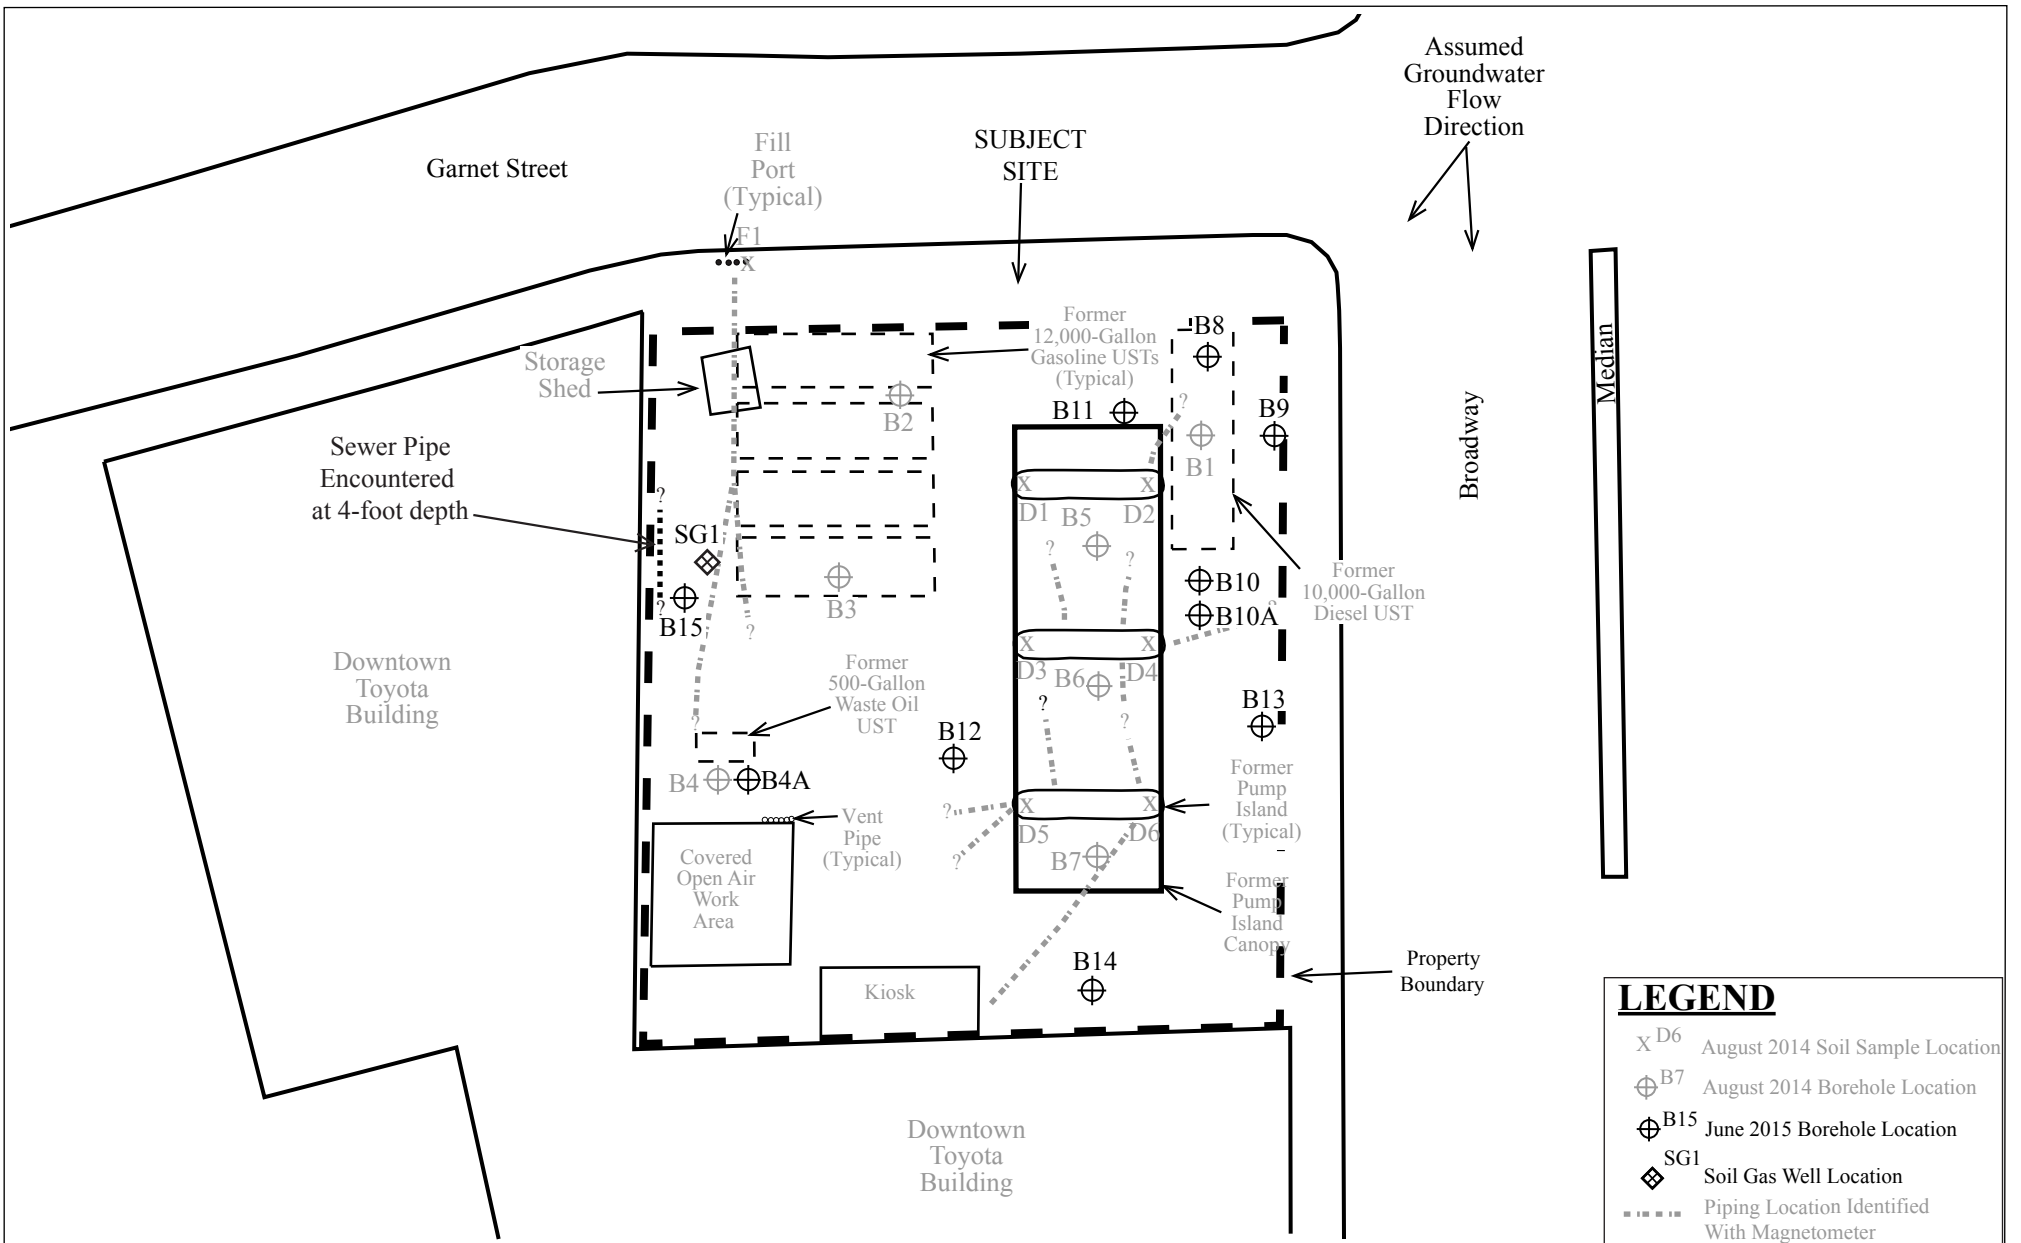 Assumed
Groundwater
Flow
Direction
Garnet Street
Fill
Port
(Typical)
F1
X
SUBJECT
SITE
Former
12,000-Gallon
Gasoline USTs
(Typical)
B8
Storage
Shed
B2
B11
?
B9
B1
Median
Broadway
Sewer Pipe
Encountered
at 4-foot depth
?
SG1
?
B15
?
B3
X
X
D1
D2
B5
?
?
B10
B10A
?
Former
10,000-Gallon
Diesel UST
X
X
D3
D4
B6
?
?
Downtown
Toyota
Building
Former
500-Gallon
Waste Oil
UST
?
B4
B4A
B12
B13
Former
Pump
Island
(Typical)
?
?
X
X
D5
D6
B7
Vent
Pipe
(Typical)
Covered
Open Air
Work
Area
Former
Pump
Island
Canopy
Kiosk
B14
Property
Boundary
Downtown
Toyota
Building
LEGEND
X D6 August 2014 Soil Sample Location
B7 August 2014 Borehole Location
B15 June 2015 Borehole Location
SG1 Soil Gas Well Location
Piping Location Identified
With Magnetometer